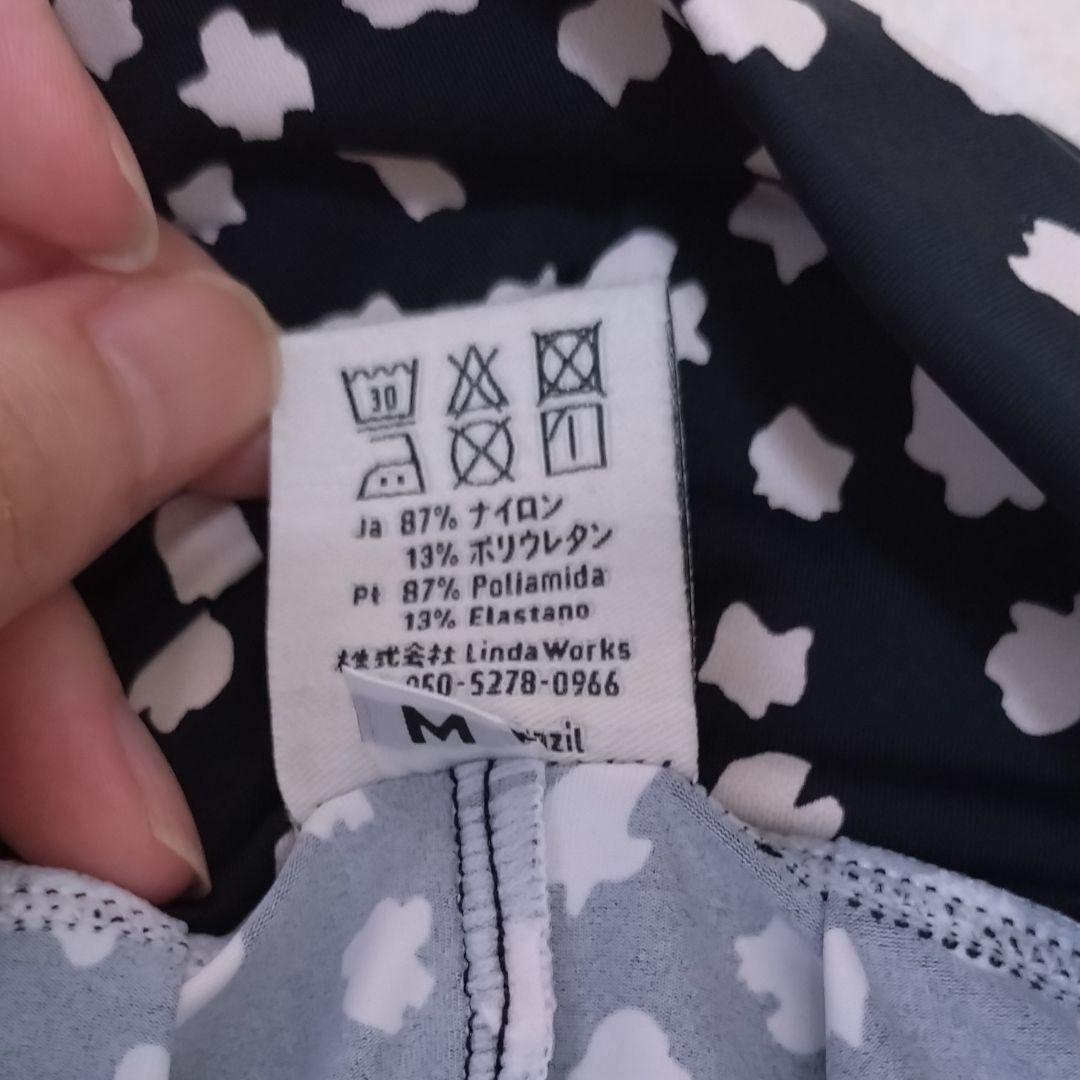 30
Ja 87% ナイロン
13% ポリウレタン
Pt 87% Poliamida
13% Elastano
株式会社 LindaWorks
050-5278-0966
M